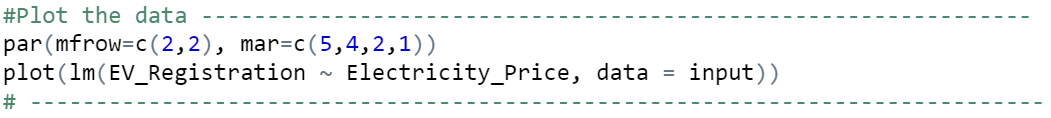 #Plot the data ---------------------------------------------------------------
par(mfrow=c(2,2), mar=c(5,4,2,1))
plot(lm(EV_Registration ~ Electricity_Price, data = input))
# -----------------------------------------------------------------------------